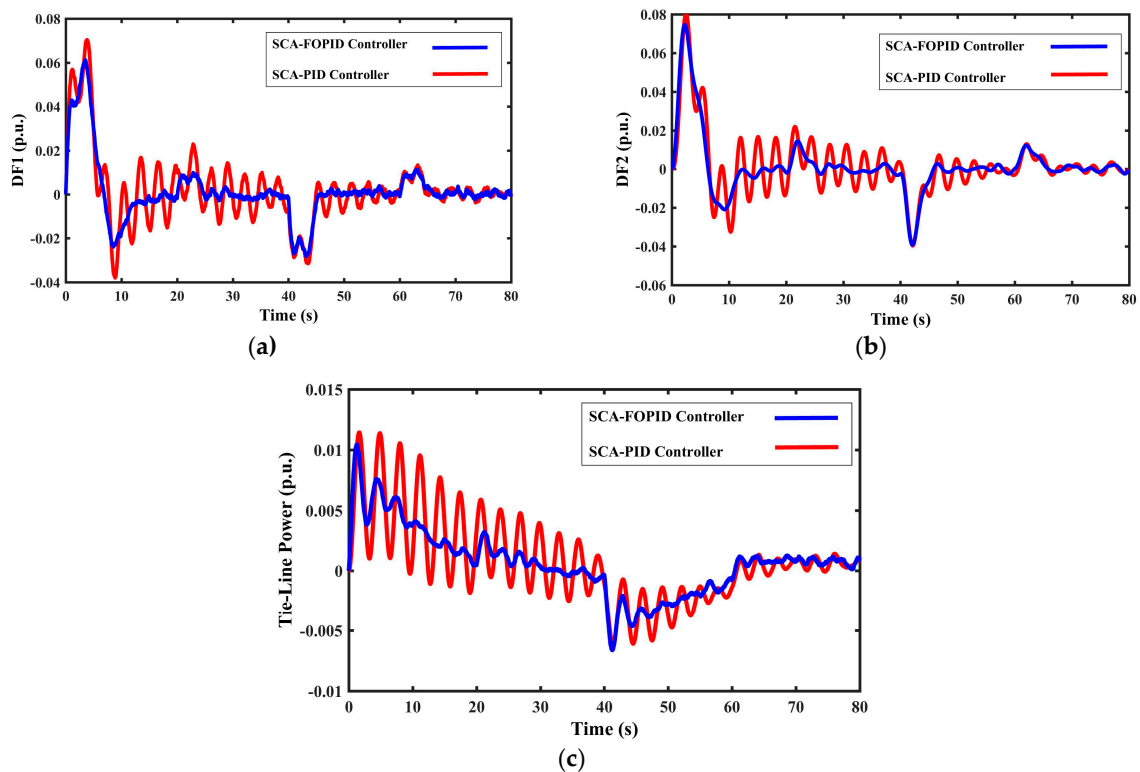 0.08
0.06
0.04
0.02
0
-0.02
-0.04
DF1 (p.u.)
SCA-FOPID Controller
SCA-PID Controller
0 10 20 30 40 50 60 70 80
Time (s)
(a)
0.08
0.06
0.04
0.02
0
-0.02
-0.04
-0.06
DF2 (p.u.)
SCA-FOPID Controller
SCA-PID Controller
0 10 20 30 40 50 60 70 80
Time (s)
(b)
0.015
0.01
0.005
0
-0.005
-0.01
Tie-Line Power (p.u.)
SCA-FOPID Controller
SCA-PID Controller
0 10 20 30 40 50 60 70 80
Time (s)
(c)